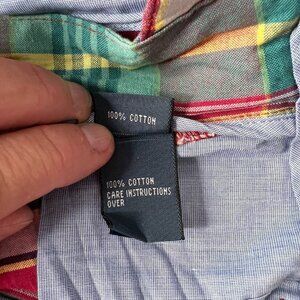 100% COTTON
100% COTTON
CARE INSTRUCTIONS
OVER